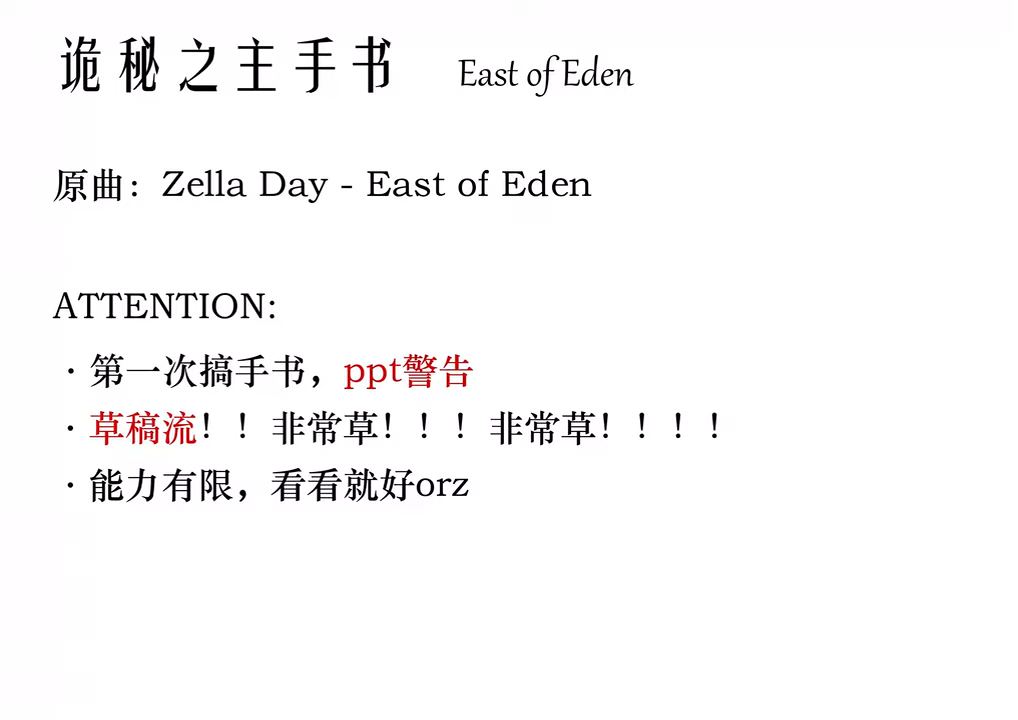 诡秘之主手书 East of Eden
原曲：Zella Day - East of Eden
ATTENTION:
·第一次搞手书，ppt警告
·草稿流！！非常草！！！非常草！！！！
·能力有限，看看就好orz